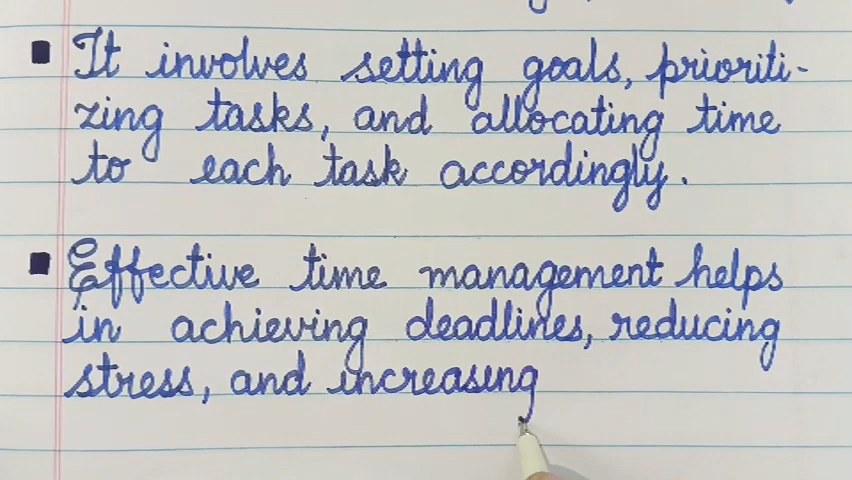 It involves setting goals, prioriti-
zing tasks, and allocating time
to each task accordingly.
Effective time management helps
in achieving deadlines, reducing
stress, and increasing